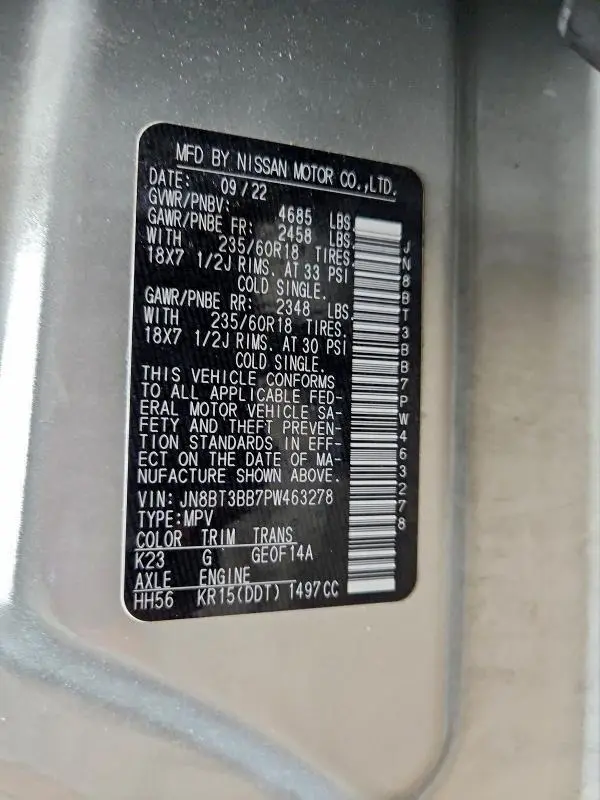 MFD BY NISSAN MOTOR CO.,LTD.
DATE: 09/22
GVWR/PNBV: 4685 LBS.
GAWR/PNBE FR: 2458 LBS.
WITH 235/60R18 TIRES.
18X7 1/2J RIMS. AT 33 PSI
COLD SINGLE.
GAWR/PNBE RR: 2348 LBS.
WITH 235/60R18 TIRES.
18X7 1/2J RIMS. AT 30 PSI
COLD SINGLE.
THIS VEHICLE CONFORMS
TO ALL APPLICABLE FED-
ERAL MOTOR VEHICLE SA-
FETY AND THEFT PREVEN-
TION STANDARDS IN EFF-
ECT ON THE DATE OF MA-
NUFACTURE SHOWN ABOVE.
VIN: JN8BT3BB7PW463278
TYPE:MPV
COLOR TRIM TRANS
K23 G GE0F14A
AXLE ENGINE
HH56 KR15(DDT) 1497CC
JN8BT3BB7PW463278